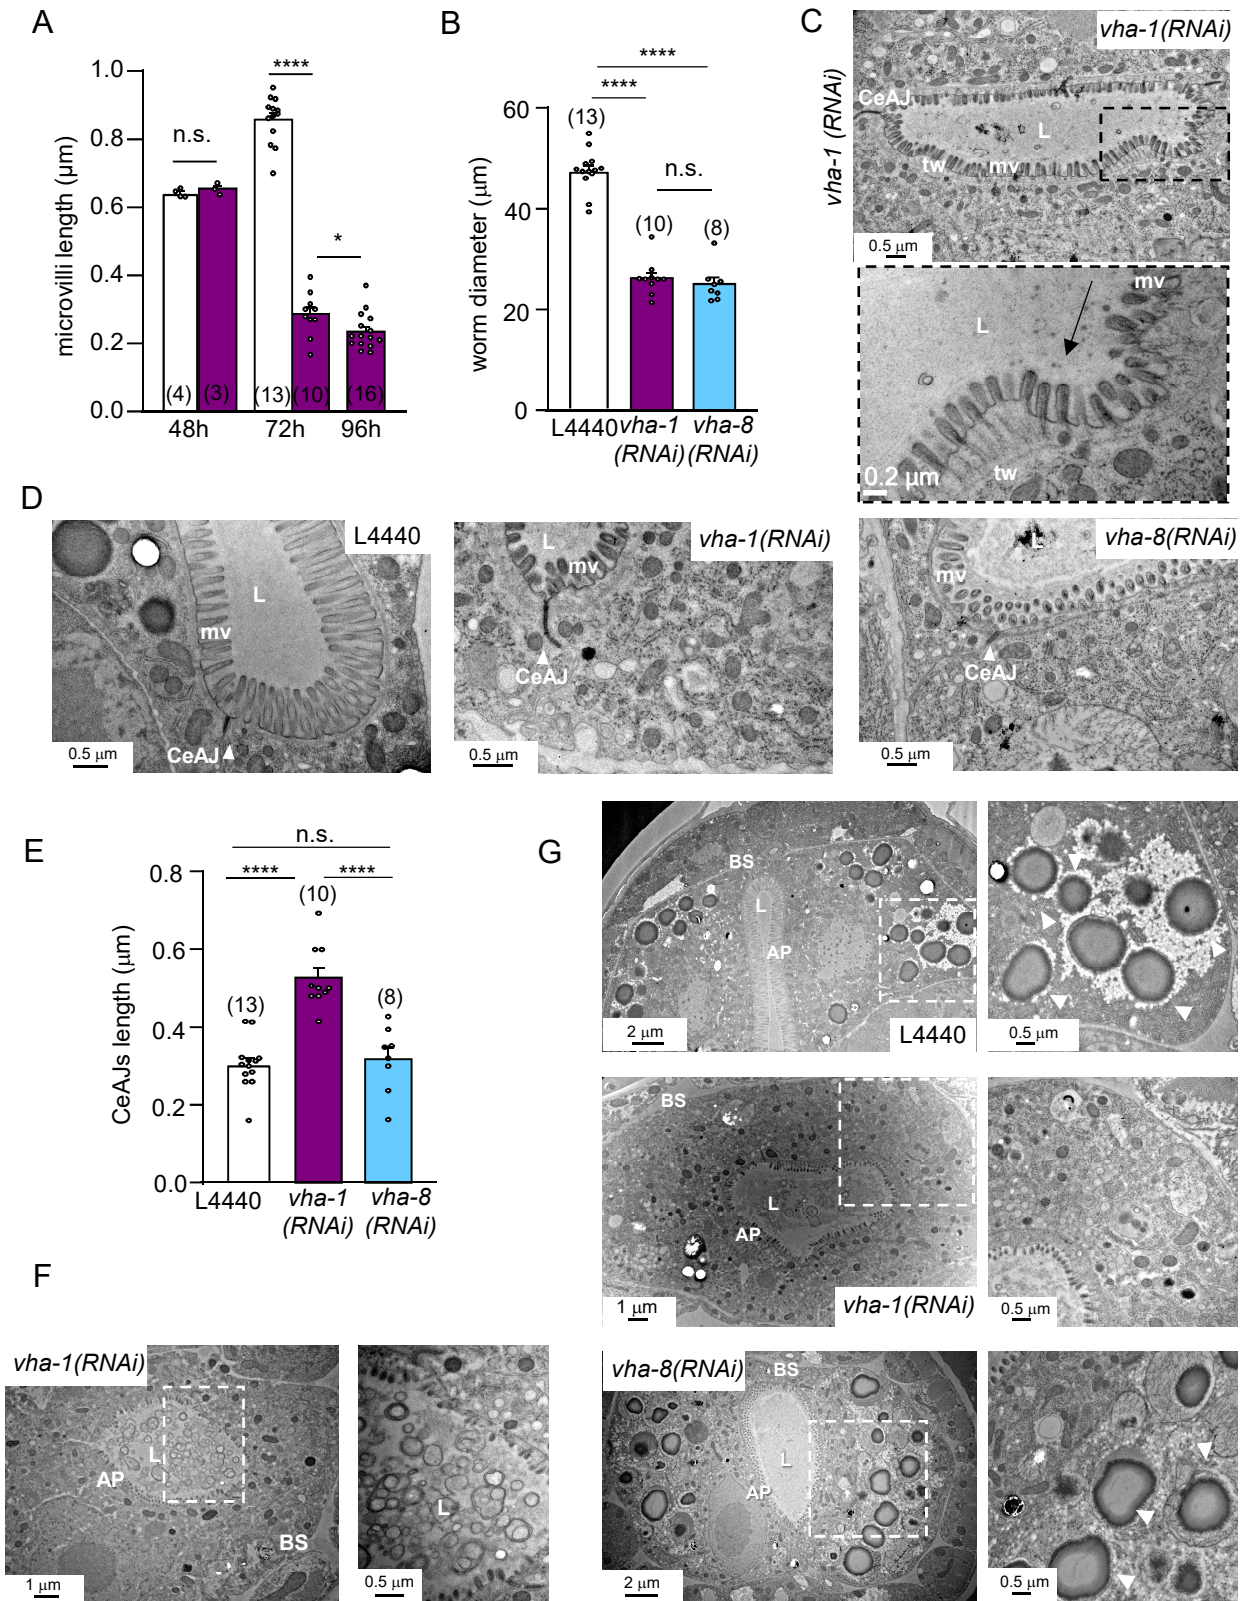 A
1.0
0.8
0.6
0.4
0.2
0.0
microvilli length (µm)
n.s.
****
*
(4)
(3)
(13)
(10)
(16)
48h
72h
96h
B
****
****
n.s.
60
40
20
0
worm diameter (µm)
(13)
(10)
(8)
L4440
vha-1
(RNAi)
vha-8
(RNAi)
C
vha-1 (RNAi)
vha-1(RNAi)
CeAJ
L
tw
mv
0.5 µm
mv
L
tw
0.2 µm
D
L4440
L
mv
CeAJ
0.5 µm
vha-1(RNAi)
L
mv
CeAJ
0.5 µm
vha-8(RNAi)
L
mv
CeAJ
0.5 µm
E
n.s.
****
****
0.8
0.6
0.4
0.2
0.0
CeAJs length (µm)
(13)
(10)
(8)
L4440
vha-1
(RNAi)
vha-8
(RNAi)
F
vha-1(RNAi)
L
AP
BS
1 µm
L
0.5 µm
G
BS
L
AP
2 µm
L4440
0.5 µm
BS
L
AP
1 µm
vha-1(RNAi)
0.5 µm
vha-8(RNAi)
BS
L
AP
2 µm
0.5 µm